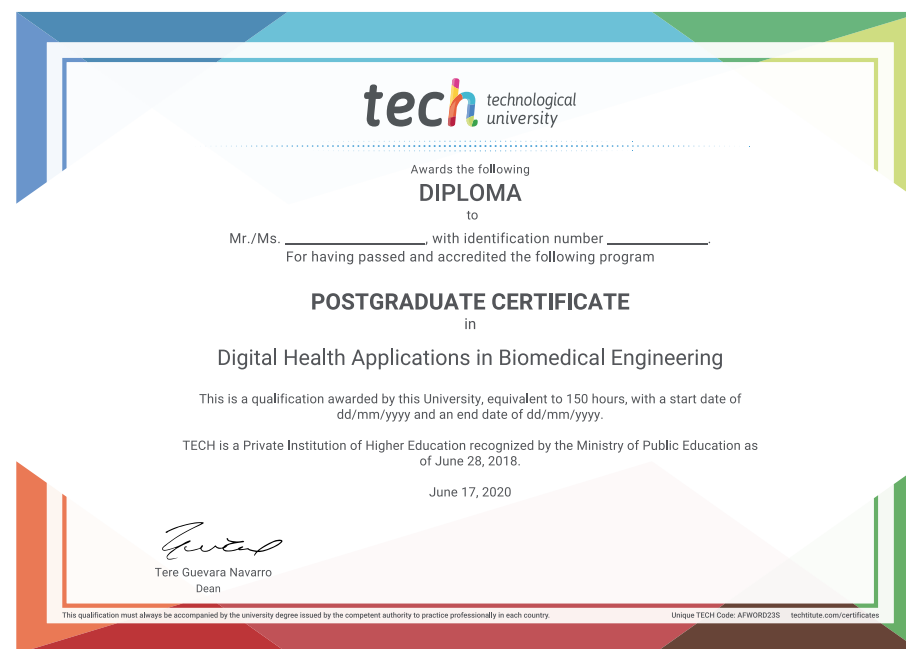 tech technological
university
Awards the following
DIPLOMA
to
Mr./Ms. ____________________, with identification number ______________.
For having passed and accredited the following program
POSTGRADUATE CERTIFICATE
in
Digital Health Applications in Biomedical Engineering
This is a qualification awarded by this University, equivalent to 150 hours, with a start date of
dd/mm/yyyy and an end date of dd/mm/yyyy.
TECH is a Private Institution of Higher Education recognized by the Ministry of Public Education as
of June 28, 2018.
June 17, 2020
Tere Guevara Navarro
Dean
This qualification must always be accompanied by the university degree issued by the competent authority to practice professionally in each country.
Unique TECH Code: AFWORD23S techtitute.com/certificates